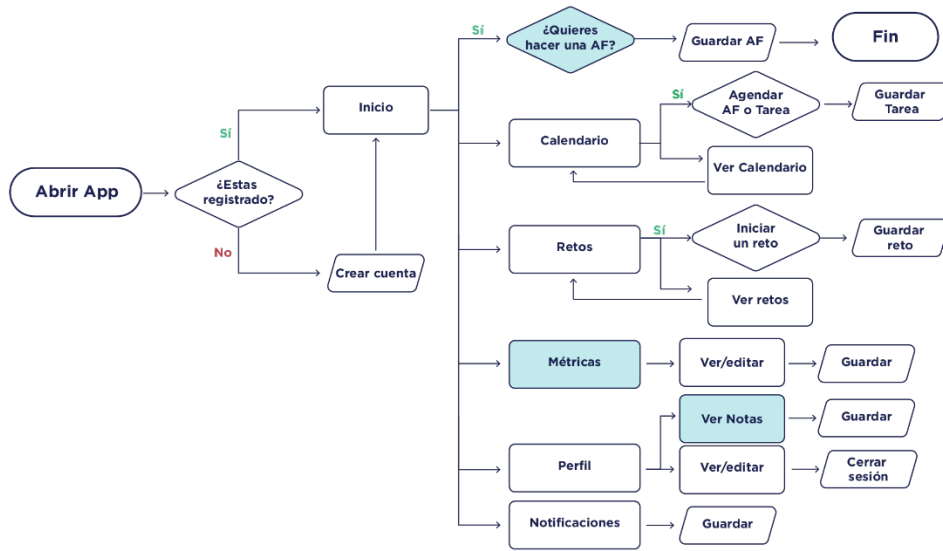 Sí
¿Quieres
hacer una AF?
Guardar AF
Fin
Inicio
Sí
Agendar
AF o Tarea
Guardar
Tarea
Sí
Calendario
Ver Calendario
Abrir App
¿Estas
registrado?
No
Crear cuenta
Retos
Sí
Iniciar
un reto
Guardar
reto
Ver retos
Métricas
Ver/editar
Guardar
Ver Notas
Guardar
Perfil
Ver/editar
Cerrar
sesión
Notificaciones
Guardar